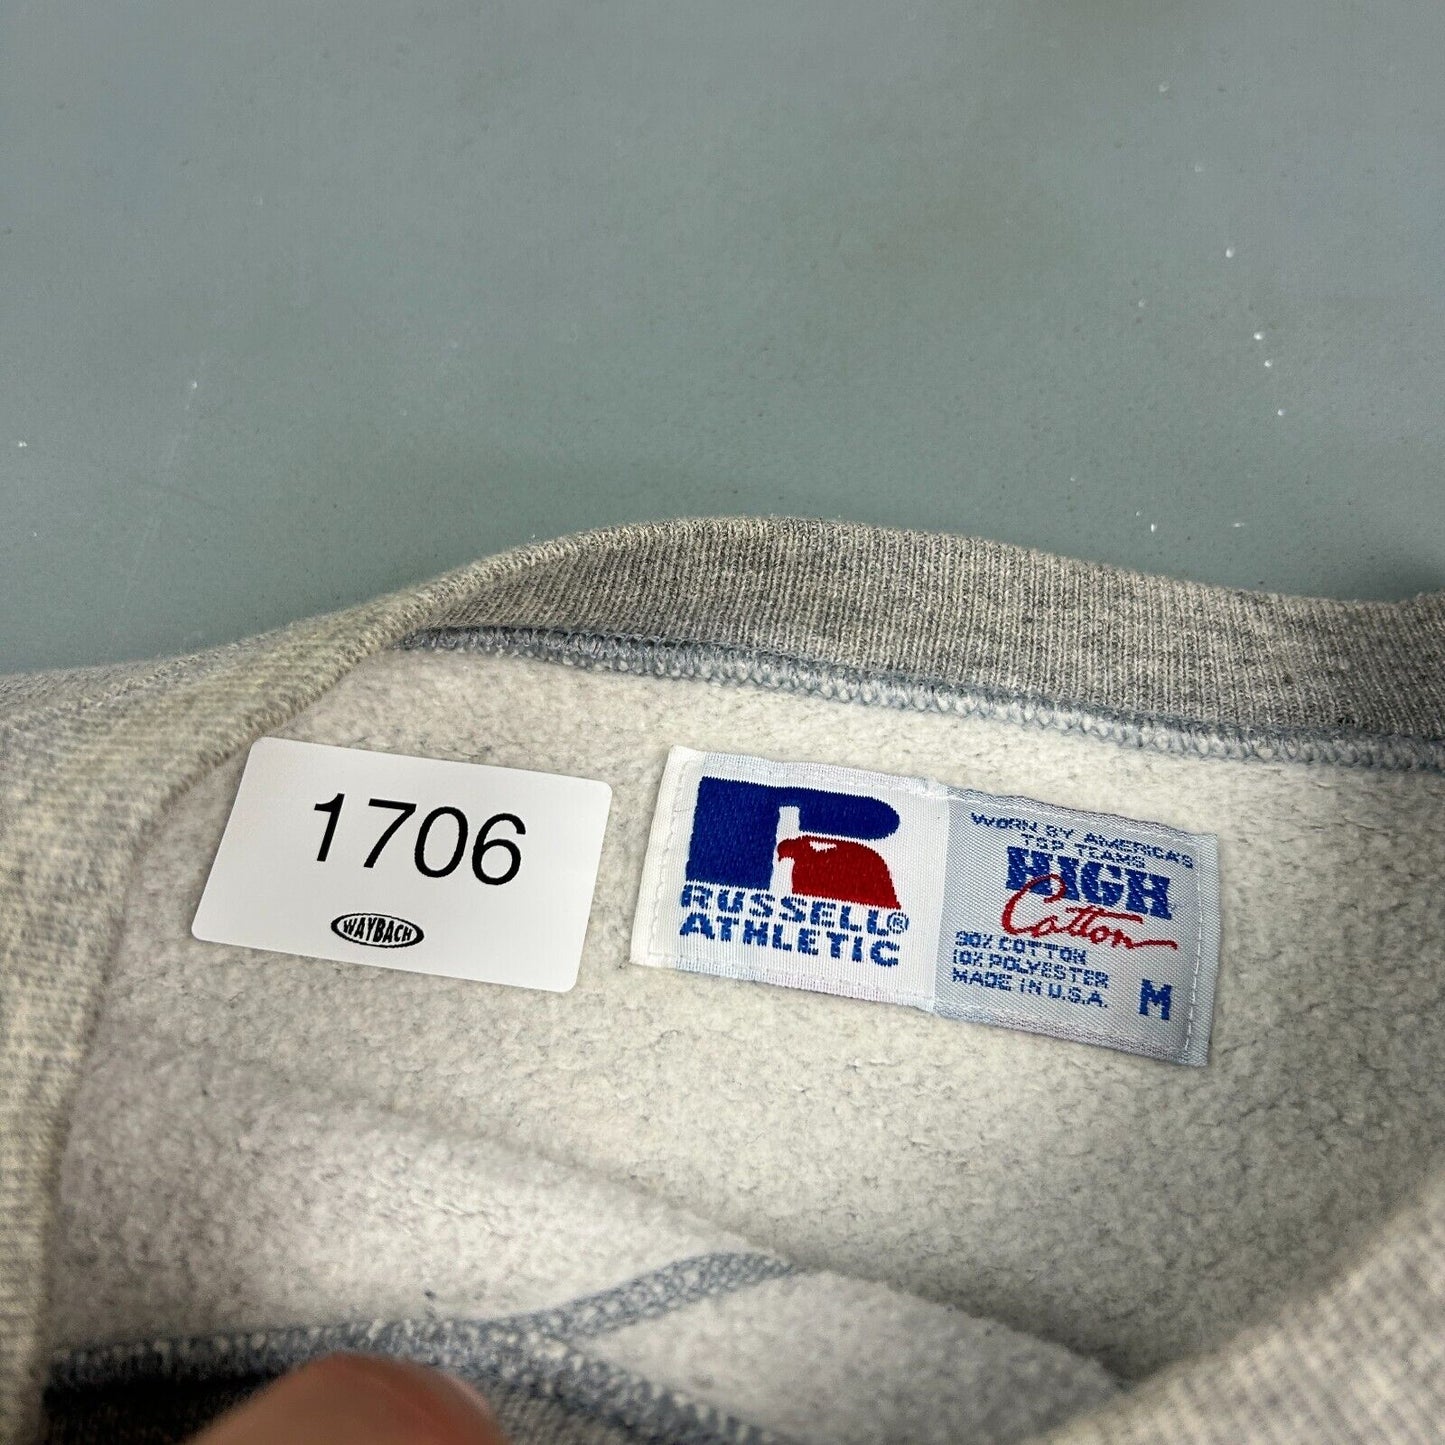 1706
WAYBACH
RUSSELL®
ATHLETIC
WORN BY AMERICA'S
TOP TEAMS
HIGH
Cotton
90% COTTON
10% POLYESTER
MADE IN U.S.A.
M